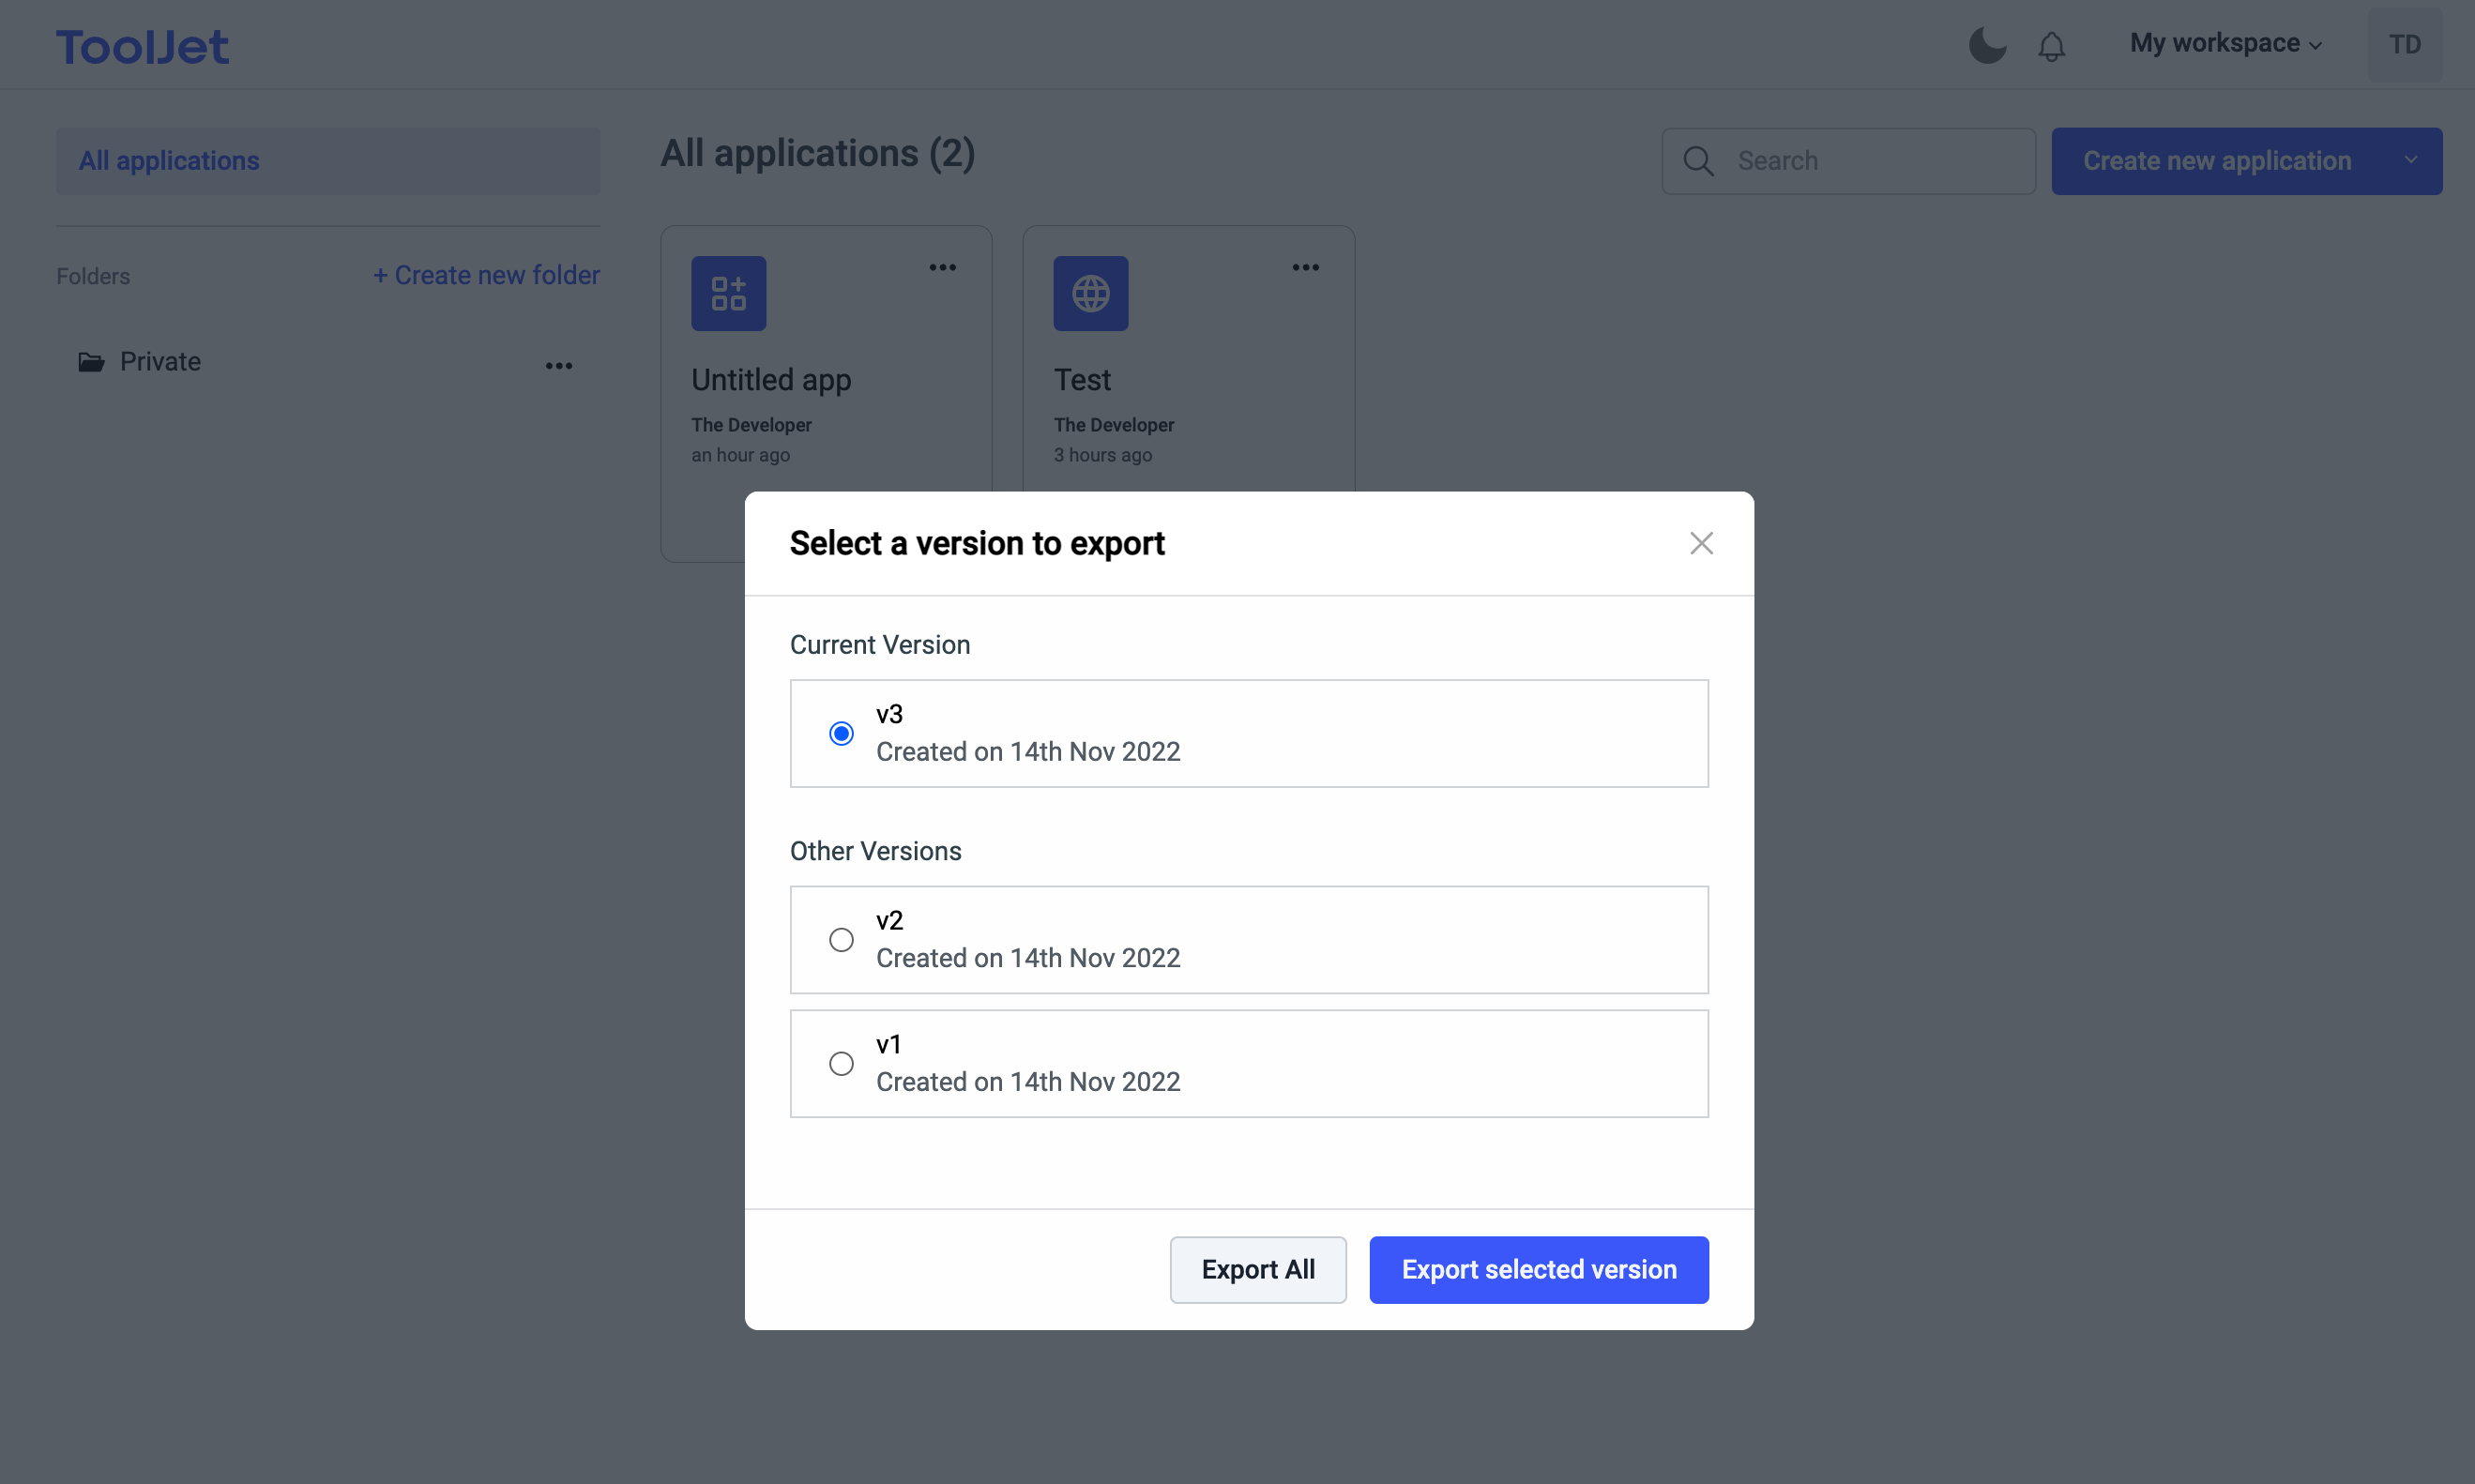 ToolJet
My workspace
TD
All applications
All applications (2)
Search
Create new application
Folders
+ Create new folder
Private
Untitled app
The Developer
an hour ago
Test
The Developer
3 hours ago
Select a version to export
Current Version
v3
Created on 14th Nov 2022
Other Versions
v2
Created on 14th Nov 2022
v1
Created on 14th Nov 2022
Export All
Export selected version